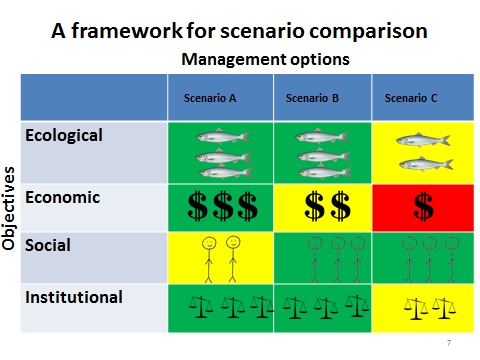 A framework for scenario comparison
Management options
Scenario A Scenario B Scenario C
Objectives
Ecological
Economic $$$ $$ $
Social
Institutional
7